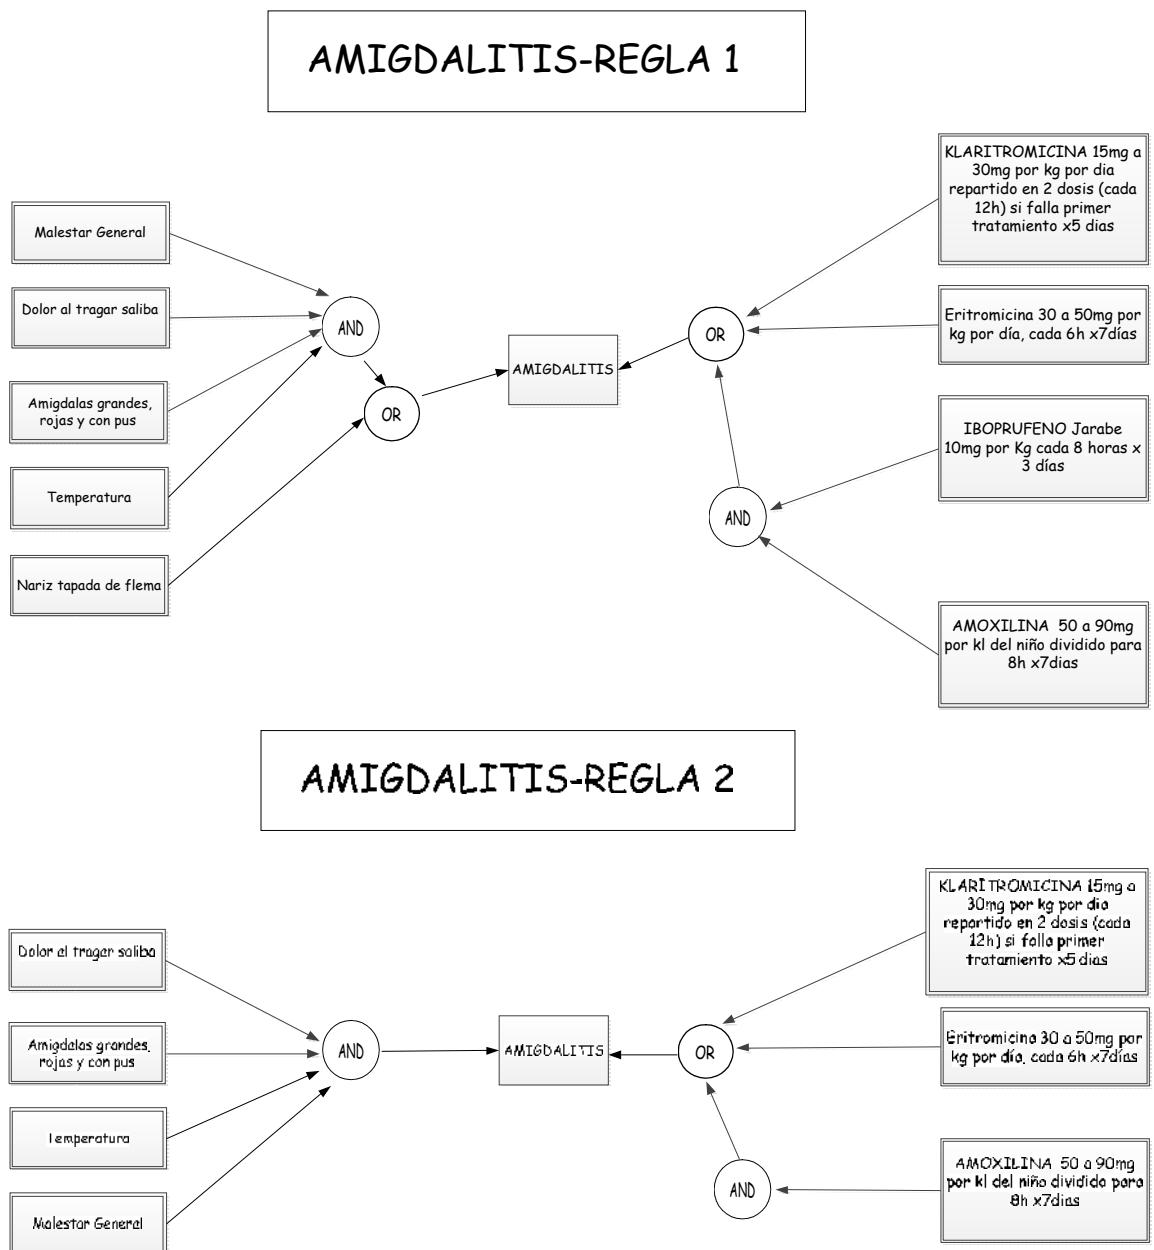 AMIGDALITIS-REGLA 1
Malestar General
Dolor al tragar saliba
Amigdalas grandes,
rojas y con pus
Temperatura
Nariz tapada de flema
AND
OR
AMIGDALITIS
OR
AND
KLARITROMICINA 15mg a
30mg por kg por dia
repartido en 2 dosis (cada
12h) si falla primer
tratamiento x5 dias
Eritromicina 30 a 50mg por
kg por día, cada 6h x7días
IBOPRUFENO Jarabe
10mg por Kg cada 8 horas x
3 días
AMOXILINA 50 a 90mg
por kl del niño dividido para
8h x7dias
AMIGDALITIS-REGLA 2
Dolor al tragar saliba
Amigdalas grandes,
rojas y con pus
Temperatura
Malestar General
AND
AMIGDALITIS
OR
AND
KLARITROMICINA 15mg a
30mg por kg por dia
repartido en 2 dosis (cada
12h) si falla primer
tratamiento x5 dias
Eritromicina 30 a 50mg por
kg por día, cada 6h x7días
AMOXILINA 50 a 90mg
por kl del niño dividido para
8h x7dias